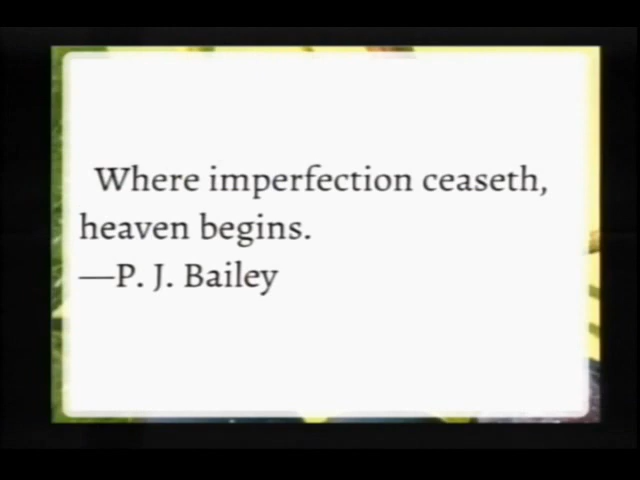 Where imperfection ceaseth,
heaven begins.
—P. J. Bailey